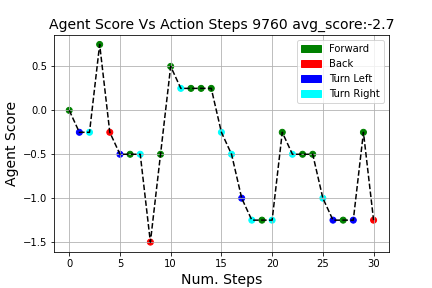 Agent Score Vs Action Steps 9760 avg_score:-2.7
Agent Score
0.5
0.0
−0.5
−1.0
−1.5
Forward
Back
Turn Left
Turn Right
0 5 10 15 20 25 30
Num. Steps